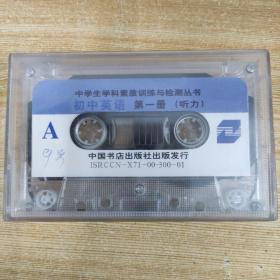 中学生学科素质训练与检测丛书
初中英语 第一册 (听力)
A
中国书店出版社出版发行
ISRCCN-X71-00-300-01